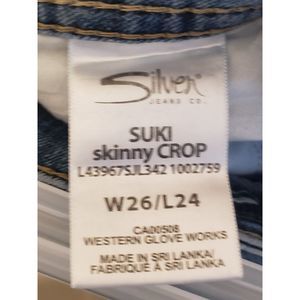 Silver
JEANS CO.
SUKI
skinny CROP
L43967SJL342 1002759
W26/L24
CA00508
WESTERN GLOVE WORKS
MADE IN SRI LANKA/
FABRIQUÉ À SRI LANKA